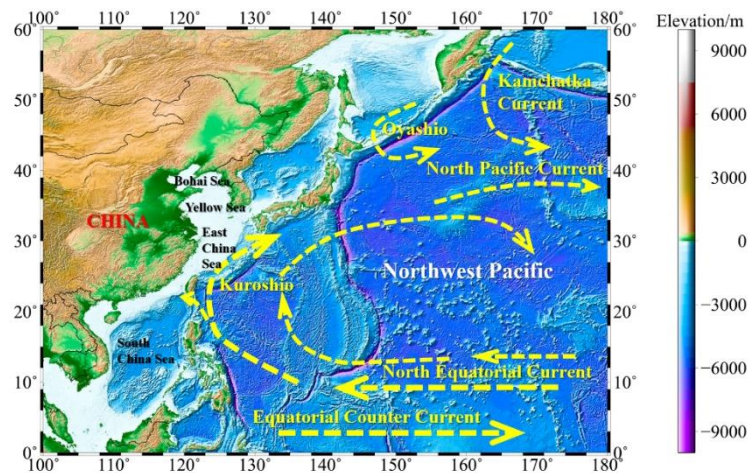 100° 110° 120° 130° 140° 150° 160° 170° 180°
Elevation/m
60°
50°
40°
30°
20°
10°
0°
Kamchatka
Current
Oyashio
North Pacific Current
Bohai Sea
CHINA
Yellow Sea
East
China
Sea
Northwest Pacific
Kuroshio
South
China Sea
North Equatorial Current
Equatorial Counter Current
60°
50°
40°
30°
20°
10°
0°
100° 110° 120° 130° 140° 150° 160° 170° 180°
9000
6000
3000
0
−3000
−6000
−9000